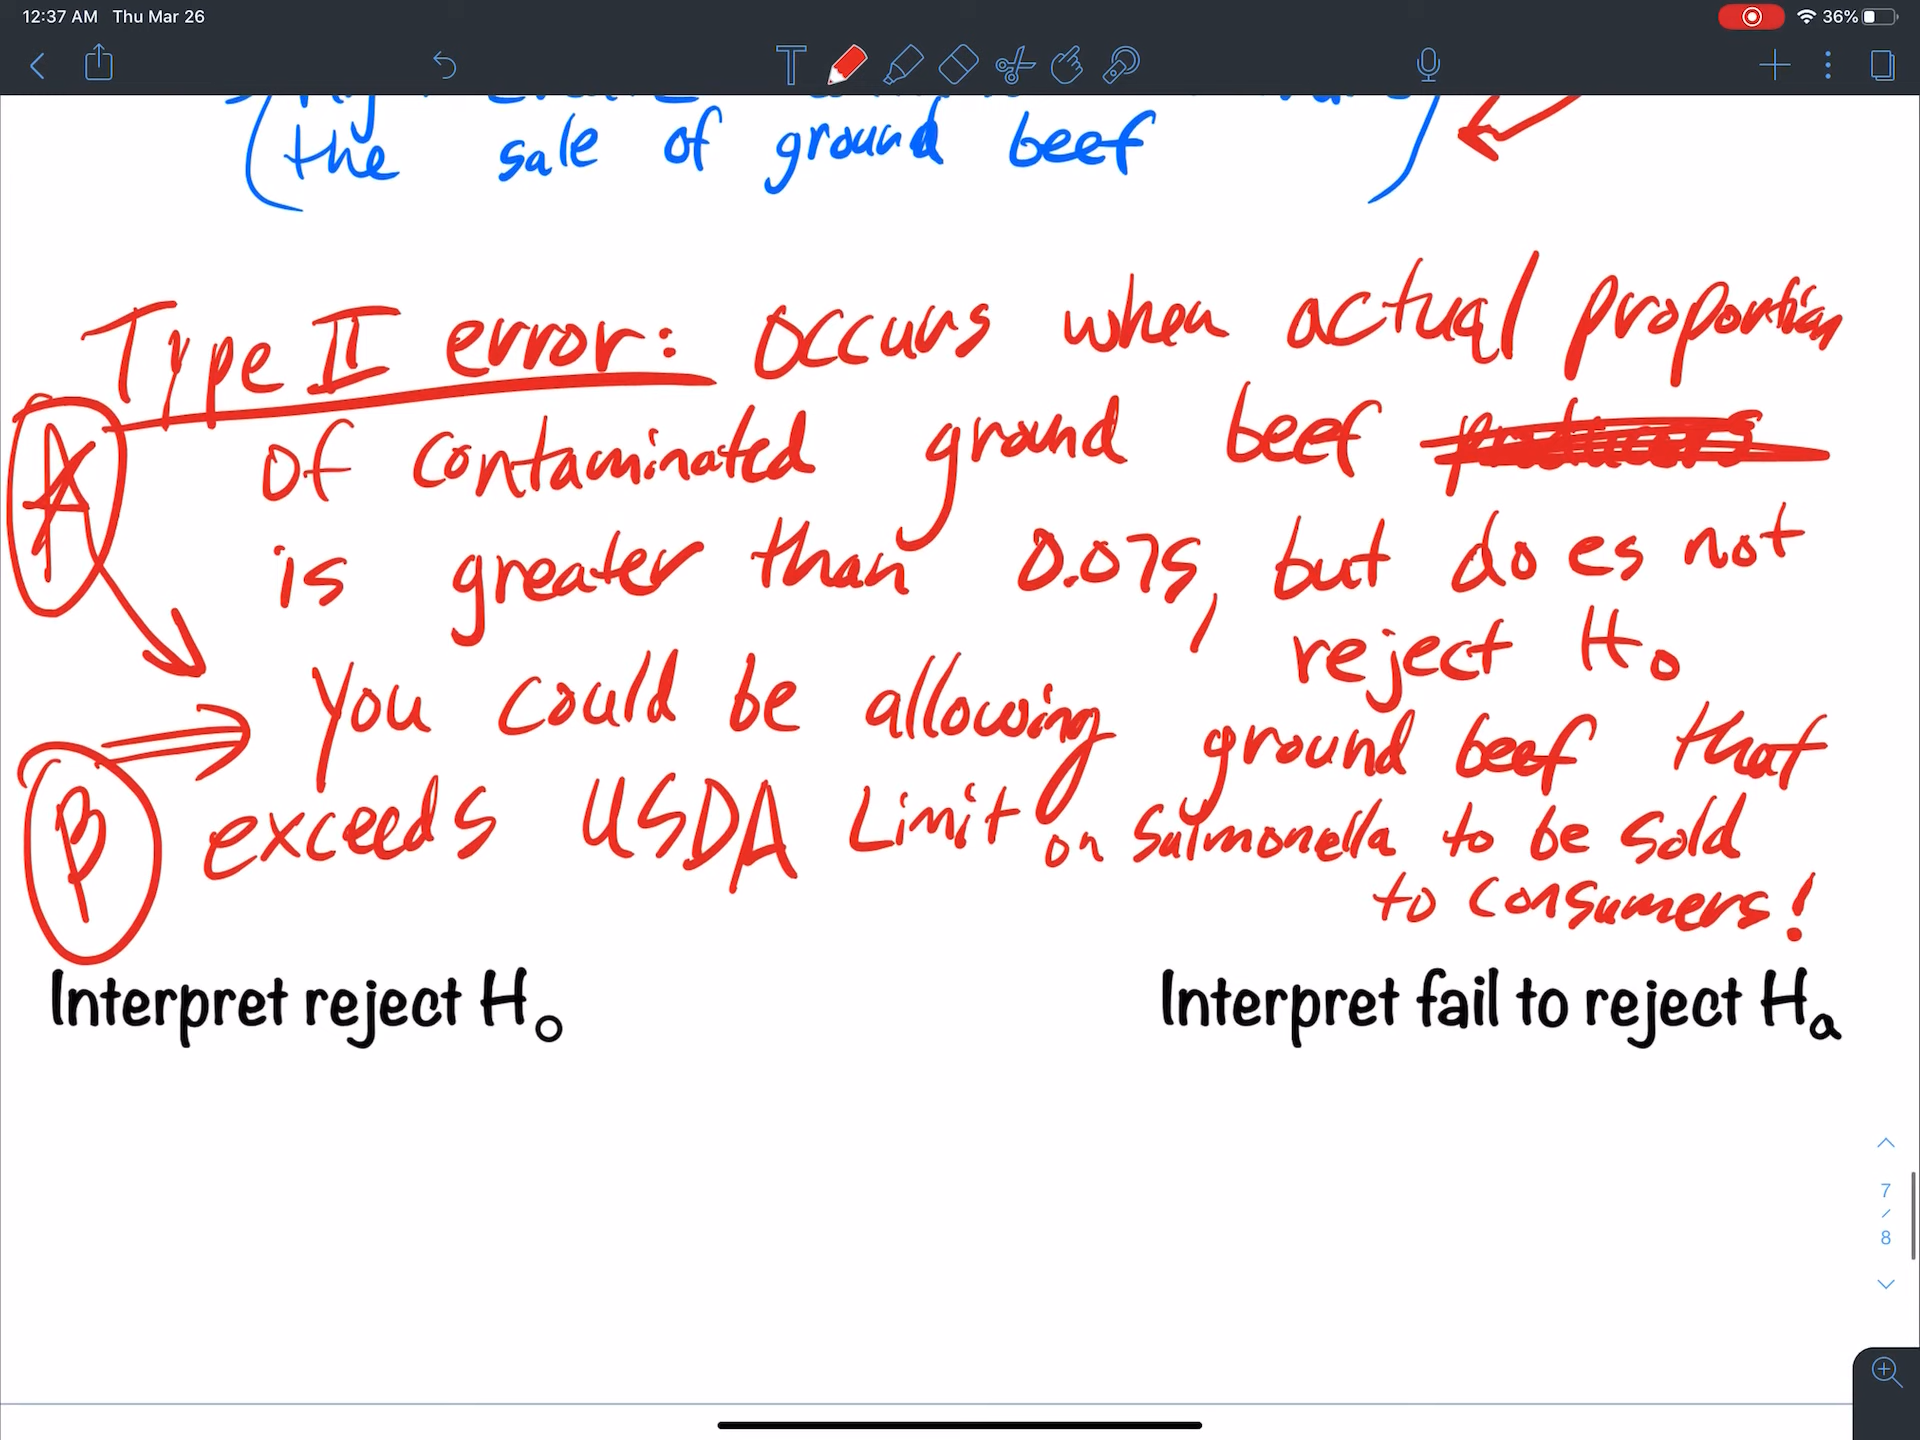 12:37 AM Thu Mar 26
36%
the sale of ground beef
Type II error: occurs when actual proportion
of contaminated ground beef
is greater than 0.075, but does not
reject H₀
You could be allowing ground beef that
exceeds USDA Limit on Salmonella to be sold
to consumers!
A
β
Interpret reject H₀
Interpret fail to reject Hₐ
7
/
8